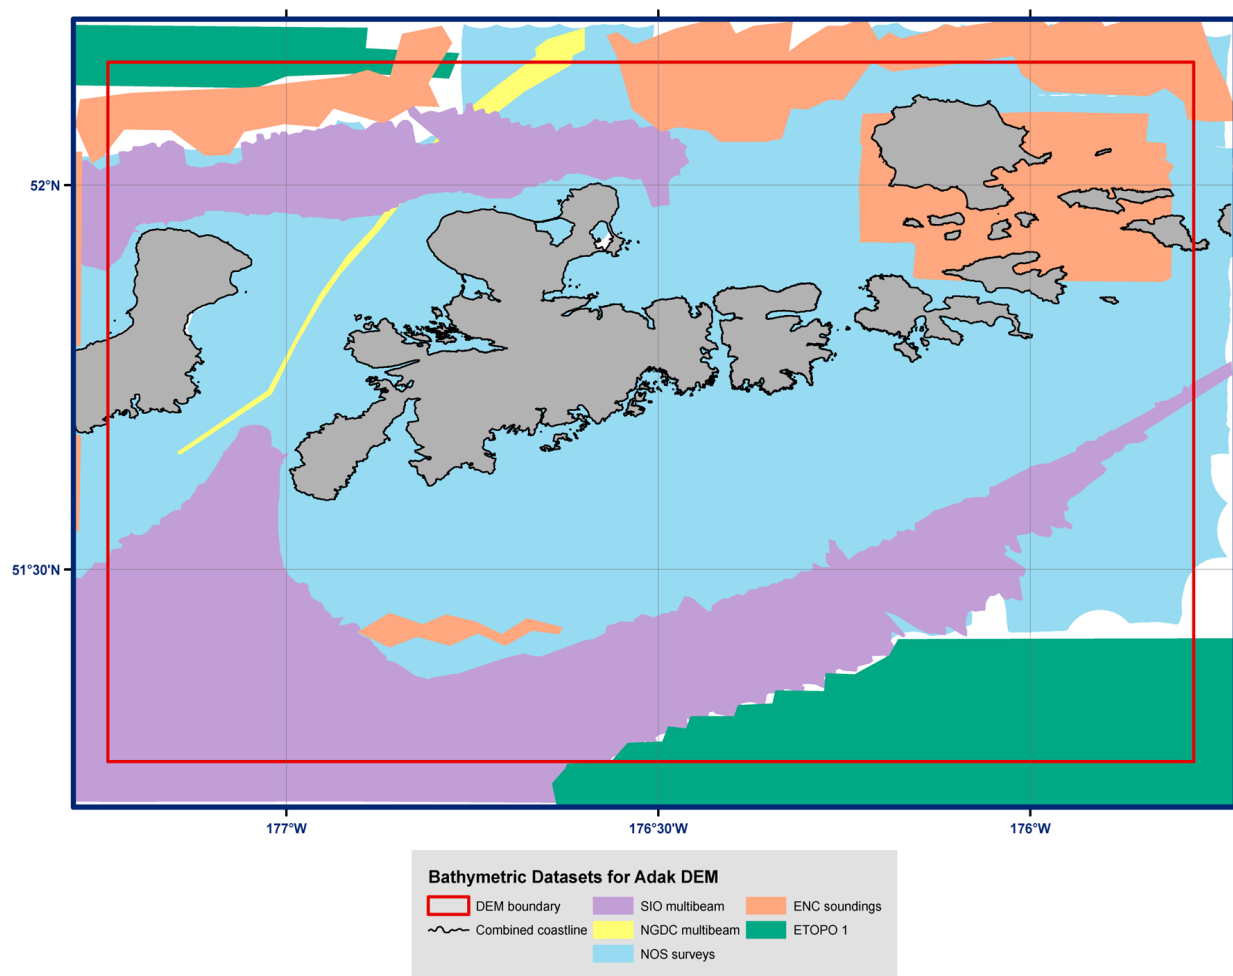 52°N
51°30'N
177°W
176°30'W
176°W
Bathymetric Datasets for Adak DEM
DEM boundary
SIO multibeam
ENC soundings
Combined coastline
NGDC multibeam
ETOPO 1
NOS surveys